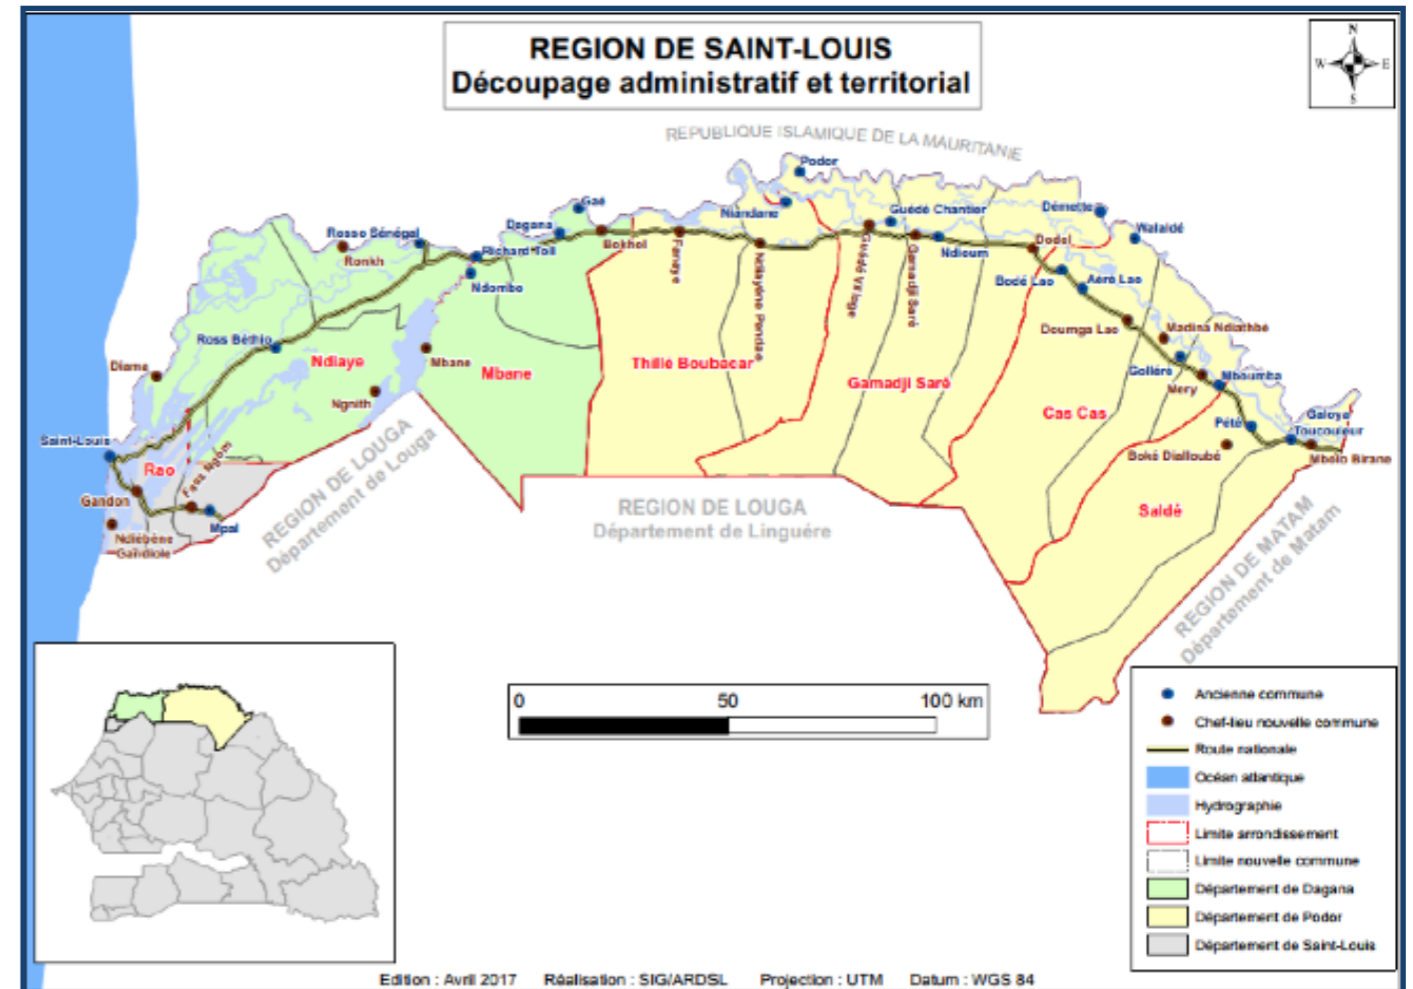 REGION DE SAINT-LOUIS
Découpage administratif et territorial
N
W
E
S
REPUBLIQUE ISLAMIQUE DE LA MAURITANIE
Podor
Gaé
Niandane
Guédé Chantier
Démette
Dagana
Walaldé
Rosso Sénégal
Ronkh
Richard Toll
Bokhol
Fanaye
Ndiayène Pendao
Guédé Village
Gamadji Saré
Ndioum
Dodel
Ndombo
Bodé Lao
Aéré Lao
Ross Béthio
Doumga Lao
Madina Ndiathbé
Diama
Ndiaye
Mbane
Mbane
Thillé Boubacar
Gamadji Saré
Golléré
Mery
Mboumba
Ngnith
Cas Cas
Galoya
Toucouleur
Pété
Saint-Louis
Rao
Fass Ngom
Boké Dialloubé
Mbolo Birane
Gandon
Mpal
Ndiébène
Gandiole
Saldé
REGION DE LOUGA
Département de Louga
REGION DE LOUGA
Département de Linguére
REGION DE MATAM
Département de Matam
0 50 100 km
Ancienne commune
Chef-lieu nouvelle commune
Route nationale
Océan atlantique
Hydrographie
Limite arrondissement
Limite nouvelle commune
Département de Dagana
Département de Podor
Département de Saint-Louis
Edition : Avril 2017 Réalisation : SIG/ARDSL Projection : UTM Datum : WGS 84